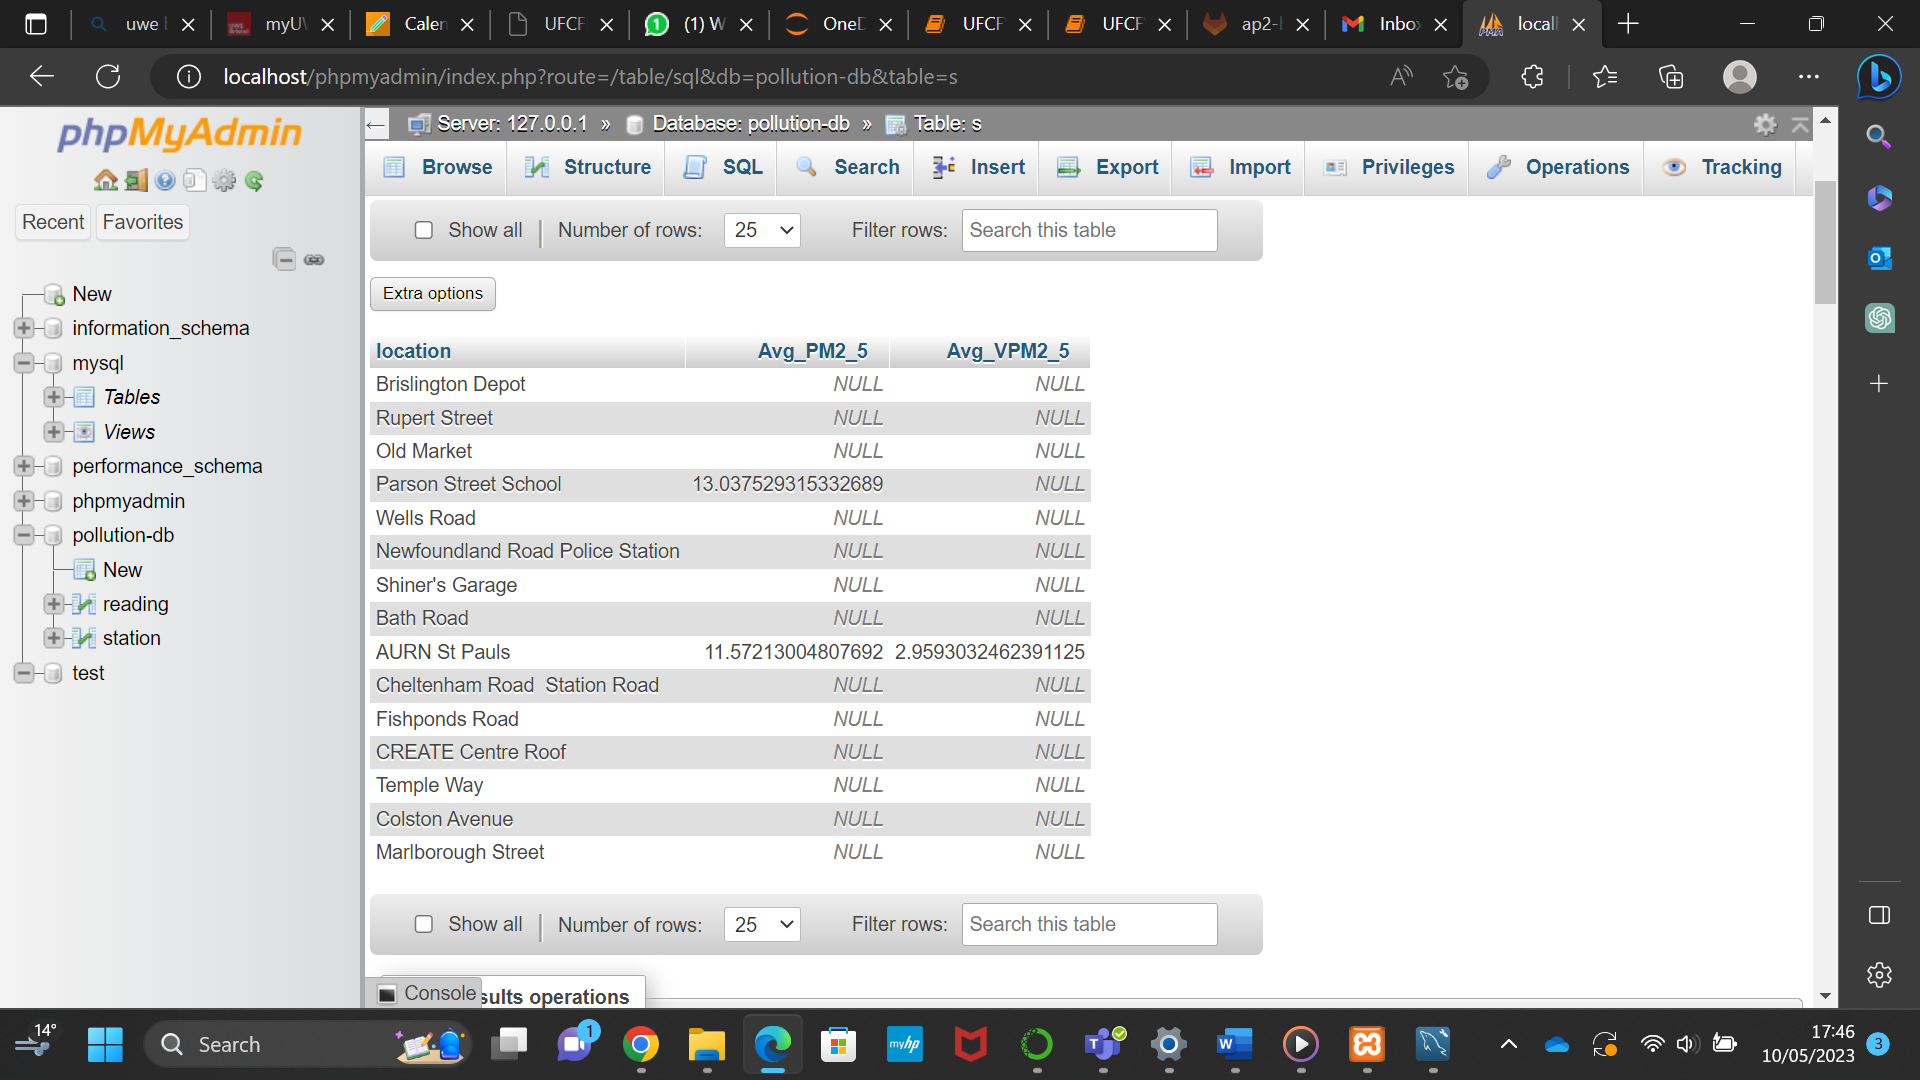 uwe l
myU\
Calen
UFCF
(1) W
OneD
UFCF
UFCF
ap2-l
Inbo
locall
localhost/phpmyadmin/index.php?route=/table/sql&db=pollution-db&table=s
phpMyAdmin
Recent
Favorites
New
information_schema
mysql
Tables
Views
performance_schema
phpmyadmin
pollution-db
New
reading
station
test
Server: 127.0.0.1 » Database: pollution-db » Table: s
Browse
Structure
SQL
Search
Insert
Export
Import
Privileges
Operations
Tracking
Show all | Number of rows: 25 Filter rows: Search this table
Extra options
location Avg_PM2_5 Avg_VPM2_5
Brislington Depot NULL NULL
Rupert Street NULL NULL
Old Market NULL NULL
Parson Street School 13.037529315332689 NULL
Wells Road NULL NULL
Newfoundland Road Police Station NULL NULL
Shiner's Garage NULL NULL
Bath Road NULL NULL
AURN St Pauls 11.57213004807692 2.9593032462391125
Cheltenham Road  Station Road NULL NULL
Fishponds Road NULL NULL
CREATE Centre Roof NULL NULL
Temple Way NULL NULL
Colston Avenue NULL NULL
Marlborough Street NULL NULL
Show all | Number of rows: 25 Filter rows: Search this table
Console
sults operations
14°
Search
1
myhp
17:46
10/05/2023
3